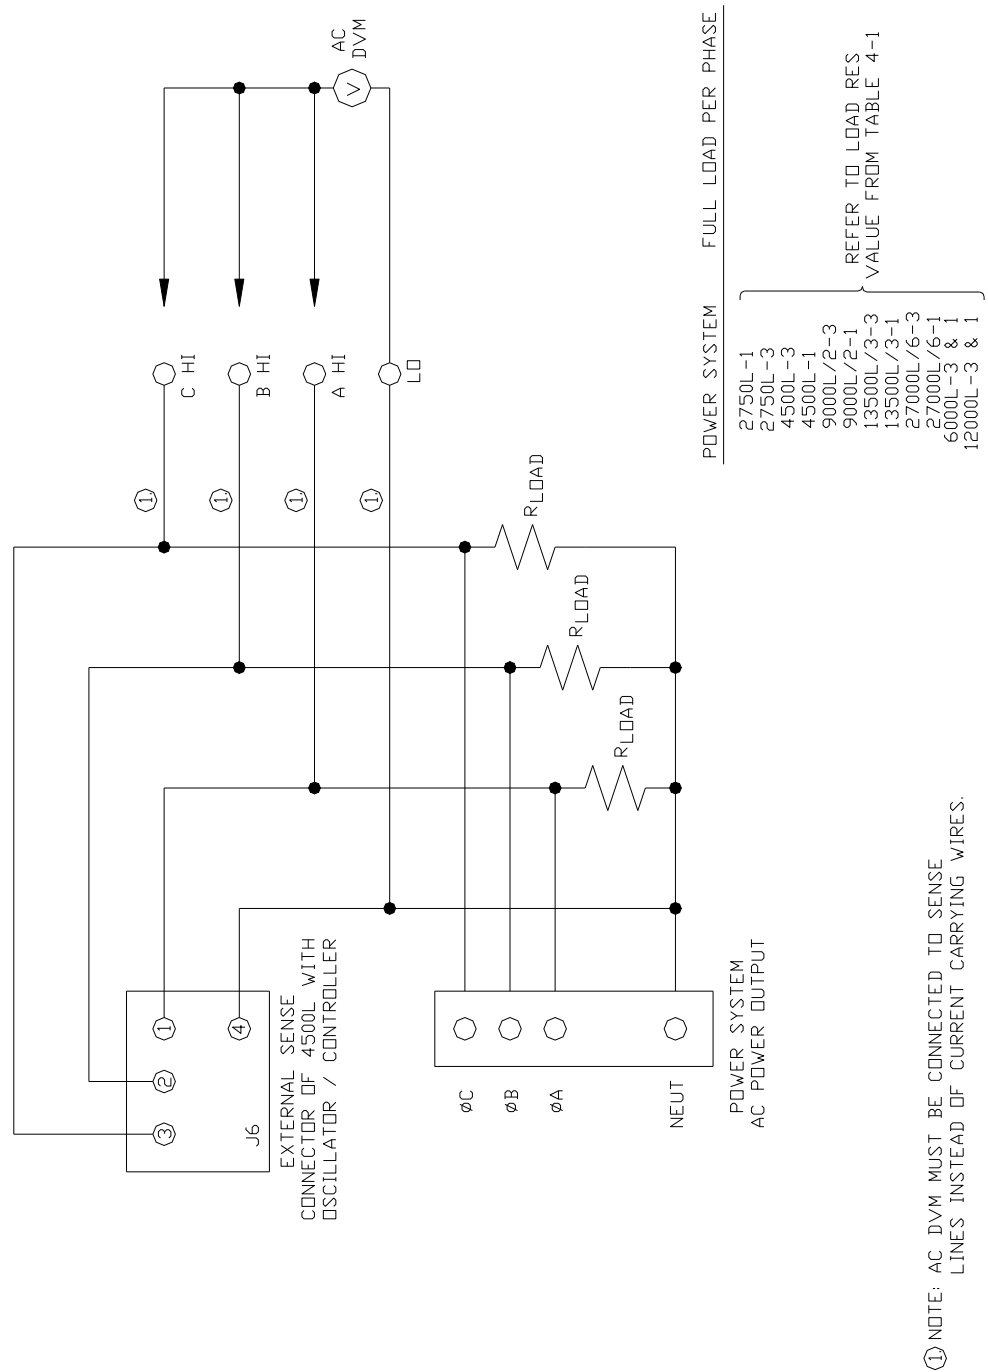 AC
DVM
V
C HI
B HI
A HI
LO
1.
1.
1.
1.
RLOAD
RLOAD
RLOAD
3
2
1
4
J6
EXTERNAL SENSE
CONNECTOR OF 4500L WITH
OSCILLATOR / CONTROLLER
øC
øB
øA
NEUT
POWER SYSTEM
AC POWER OUTPUT
POWER SYSTEM FULL LOAD PER PHASE
2750L-1
2750L-3
4500L-3
4500L-1
9000L/2-3
9000L/2-1
13500L/3-3
13500L/3-1
27000L/6-3
27000L/6-1
6000L-3 & 1
12000L-3 & 1
REFER TO LOAD RES
VALUE FROM TABLE 4-1
1. NOTE: AC DVM MUST BE CONNECTED TO SENSE
LINES INSTEAD OF CURRENT CARRYING WIRES.